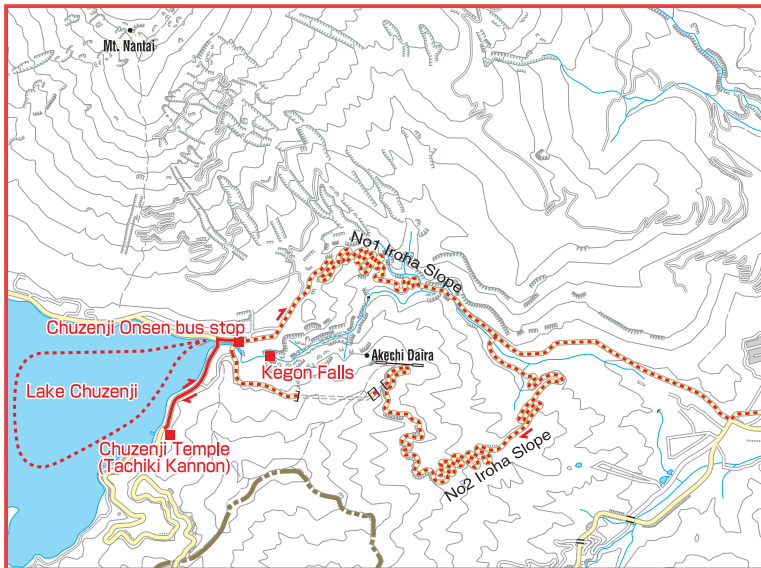 Mt. Nantai
No1 Iroha Slope
Chuzenji Onsen bus stop
Akechi Daira
Kegon Falls
Lake Chuzenji
Chuzenji Temple
(Tachiki Kannon)
No2 Iroha Slope